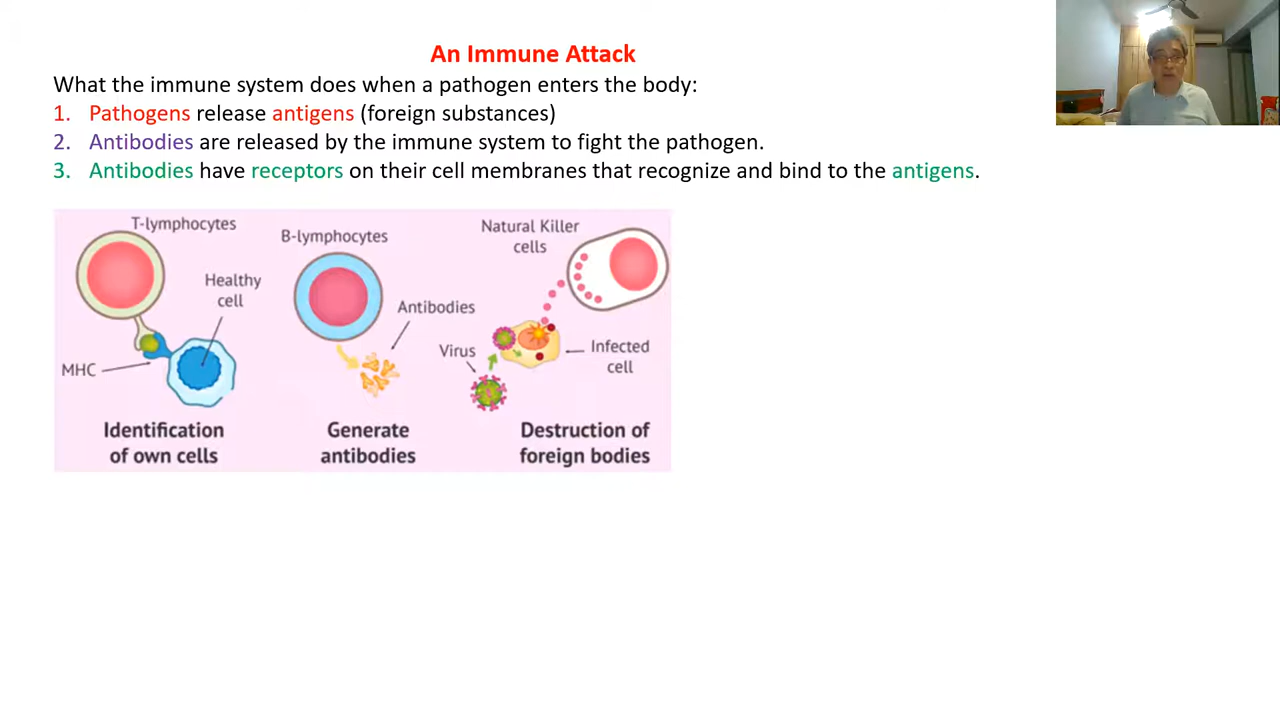 An Immune Attack
What the immune system does when a pathogen enters the body:
1. Pathogens release antigens (foreign substances)
2. Antibodies are released by the immune system to fight the pathogen.
3. Antibodies have receptors on their cell membranes that recognize and bind to the antigens.
T-lymphocytes
Healthy
cell
MHC
Identification
of own cells
B-lymphocytes
Antibodies
Generate
antibodies
Natural Killer
cells
Virus
Infected
cell
Destruction of
foreign bodies